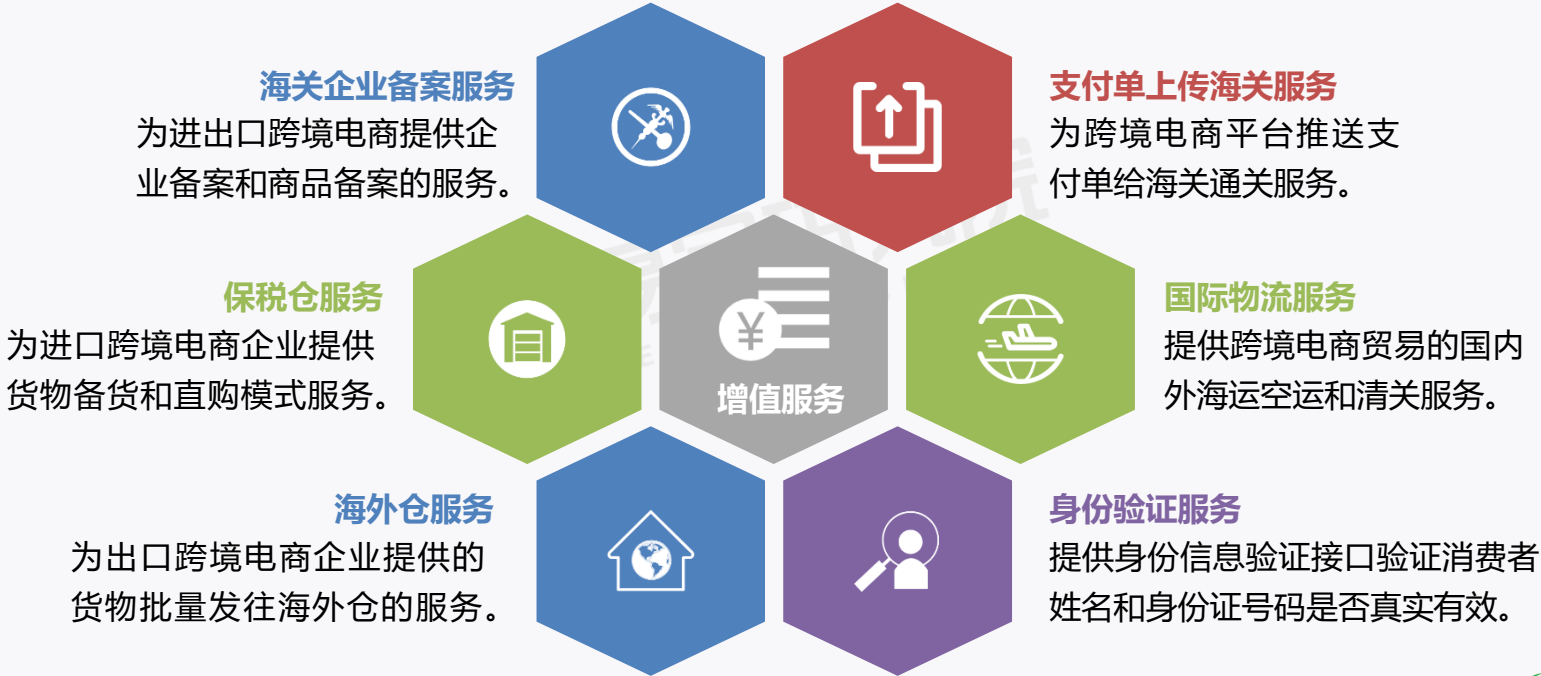 海关企业备案服务
为进出口跨境电商提供企
业备案和商品备案的服务。
支付单上传海关服务
为跨境电商平台推送支
付单给海关通关服务。
保税仓服务
为进口跨境电商企业提供
货物备货和直购模式服务。
¥
增值服务
国际物流服务
提供跨境电商贸易的国内
外海运空运和清关服务。
海外仓服务
为出口跨境电商企业提供的
货物批量发往海外仓的服务。
身份验证服务
提供身份信息验证接口验证消费者
姓名和身份证号码是否真实有效。